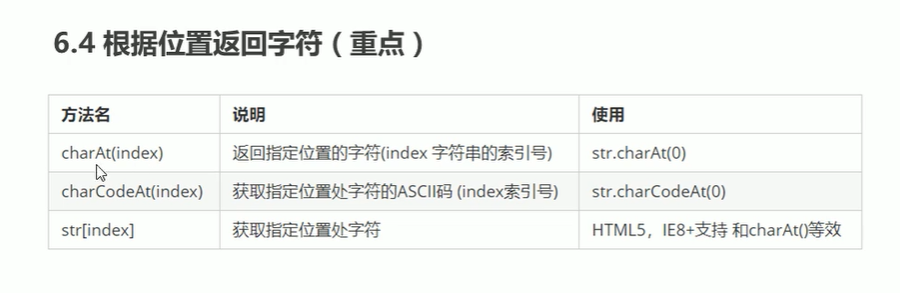 6.4 根据位置返回字符（重点）
方法名 说明 使用
charAt(index) 返回指定位置的字符(index 字符串的索引号) str.charAt(0)
charCodeAt(index) 获取指定位置处字符的ASCII码 (index索引号) str.charCodeAt(0)
str[index] 获取指定位置处字符 HTML5，IE8+支持 和charAt()等效